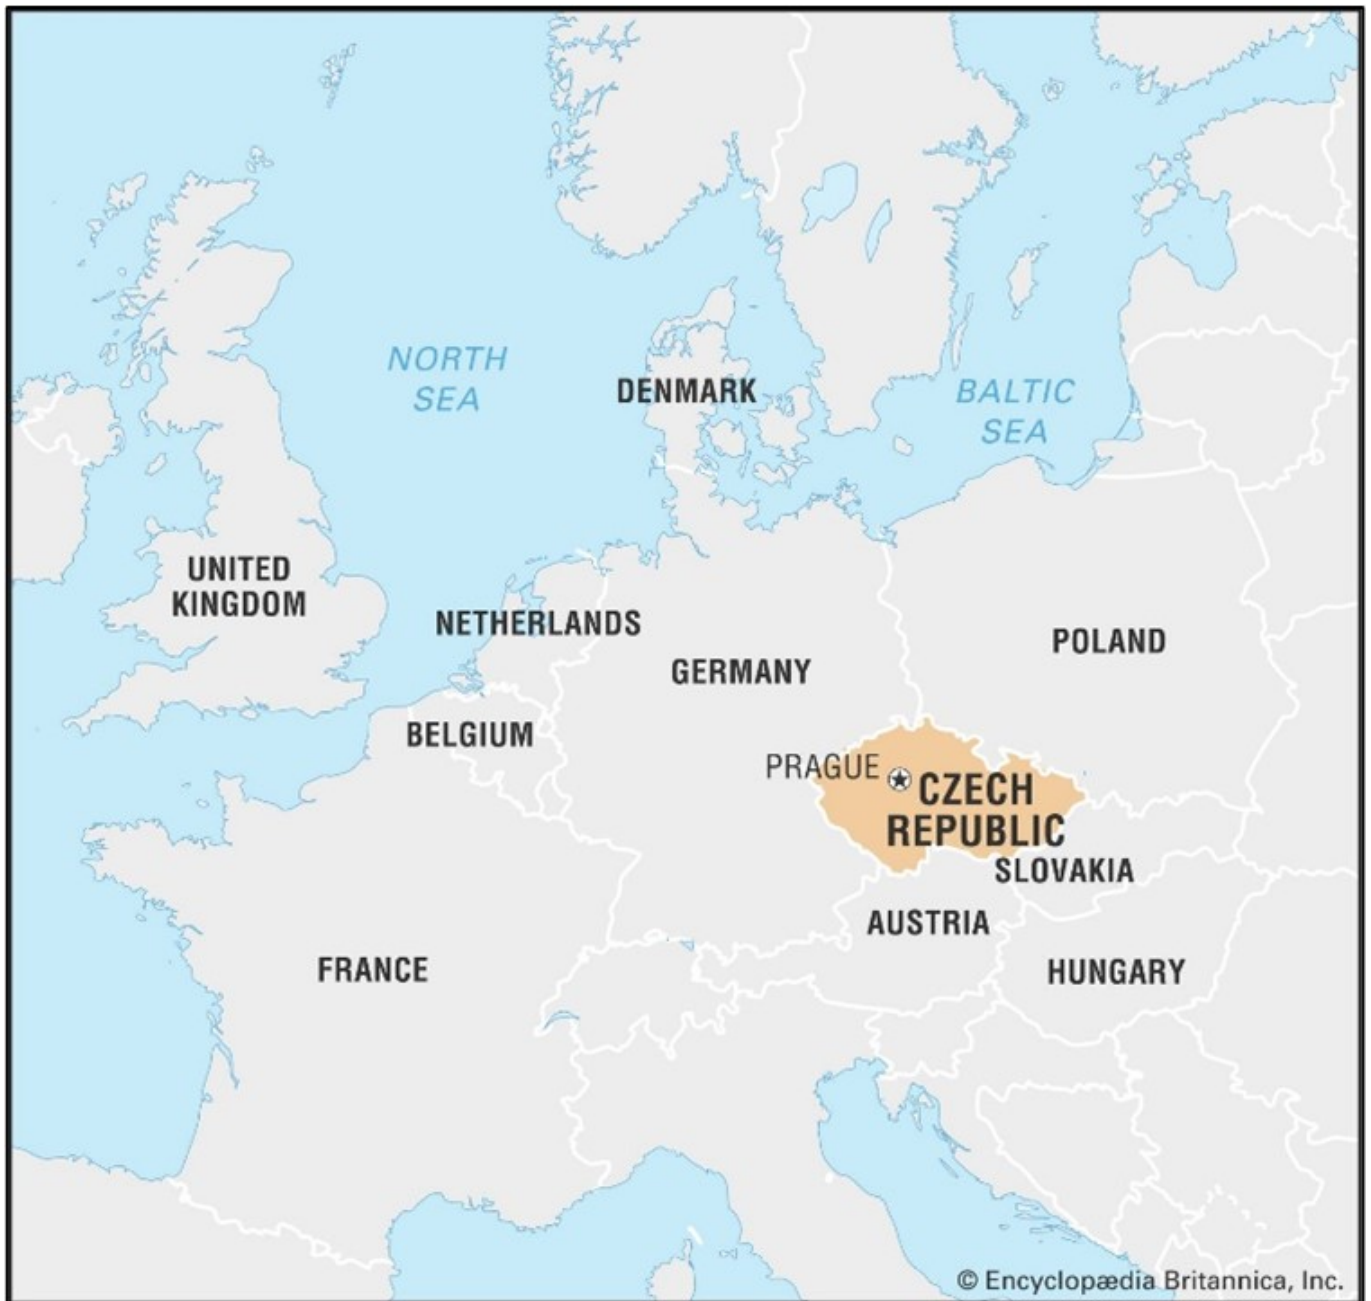 NORTH
SEA
DENMARK
BALTIC
SEA
UNITED
KINGDOM
NETHERLANDS
POLAND
GERMANY
BELGIUM
PRAGUE
CZECH
REPUBLIC
SLOVAKIA
AUSTRIA
FRANCE
HUNGARY
© Encyclopædia Britannica, Inc.